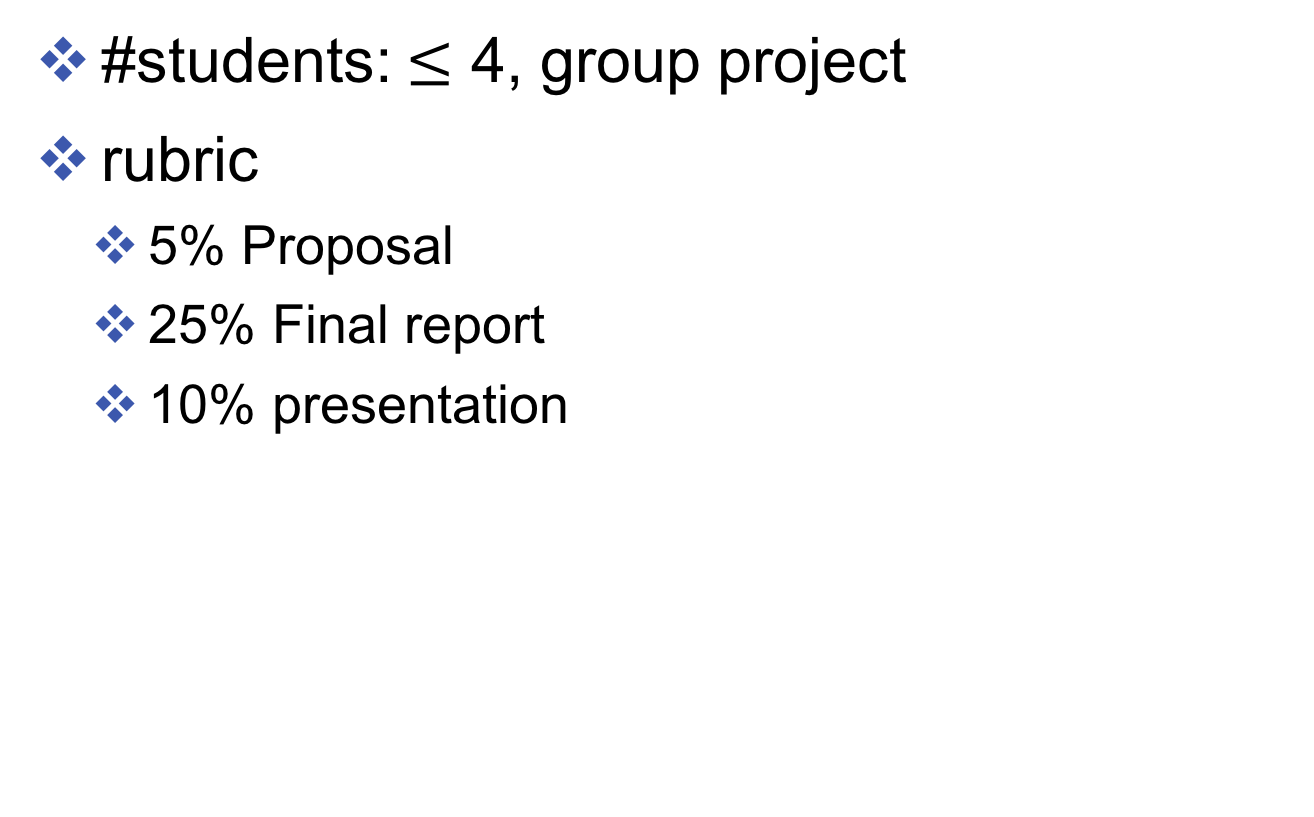 #students: ≤ 4, group project
rubric
5% Proposal
25% Final report
10% presentation